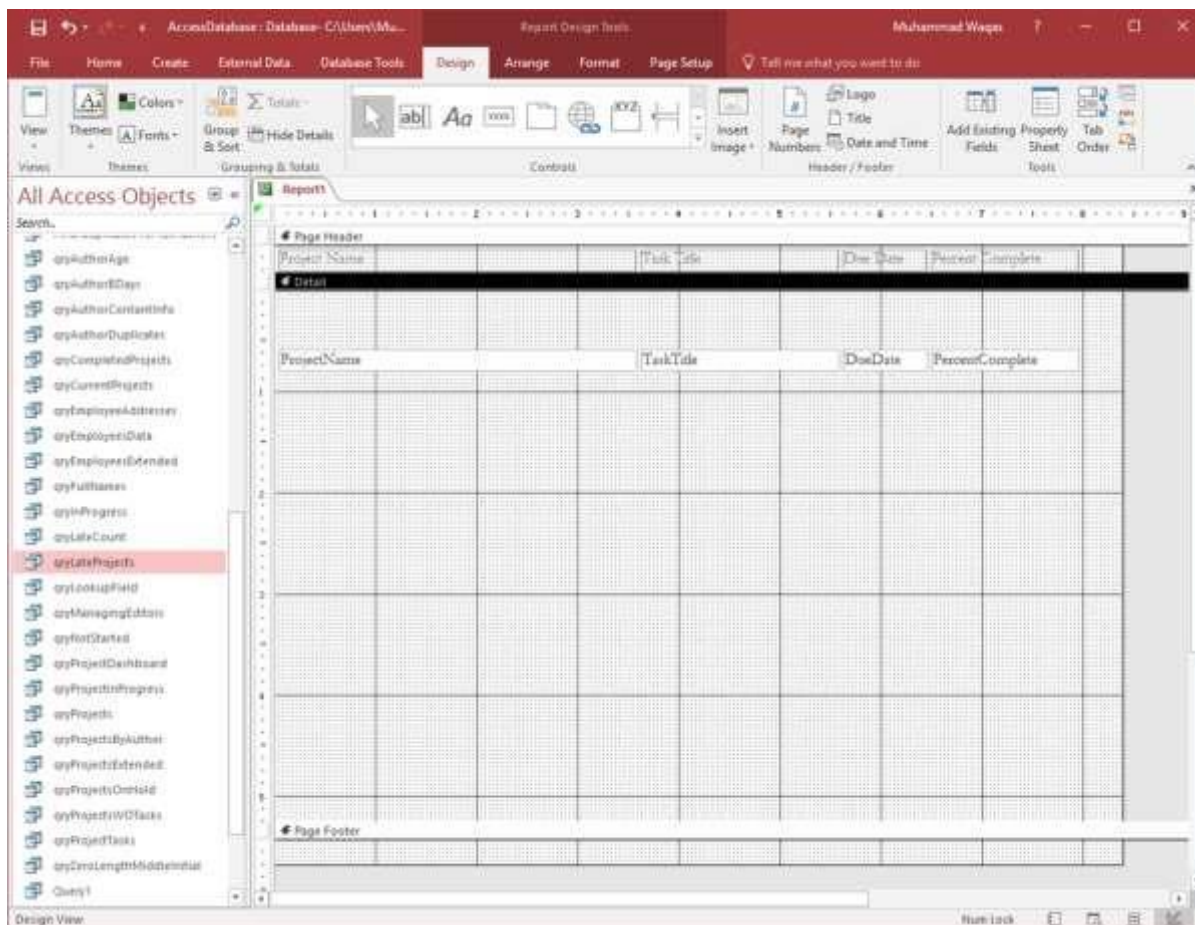 AccessDatabase : Database- C:\Users\Mu...
Report Design Tools
Muhammad Waqas
?
File Home Create External Data Database Tools Design Arrange Format Page Setup Tell me what you want to do
View
Themes
Colors
Fonts
Group & Sort
Totals
Hide Details
Insert Image
Page Numbers
Logo
Title
Date and Time
Add Existing Fields
Property Sheet
Tab Order
Views
Themes
Grouping & Totals
Controls
Header / Footer
Tools
All Access Objects
Search...
qryAuthorAge
qryAuthorBDays
qryAuthorContantInfo
qryAuthorDuplicates
qryCompletedProjects
qryCurrentProjects
qryEmployeeAddresses
qryEmployeesData
qryEmployeesExtended
qryFullNames
qryInProgress
qryLateCount
qryLateProjects
qryLookupField
qryManagingEditors
qryNotStarted
qryProjectDashboard
qryProjectInProgress
qryProjects
qryProjectsByAuthor
qryProjectsExtended
qryProjectsOnHold
qryProjectsWOTasks
qryProjectTasks
qryZeroLengthMiddleInitial
Query1
Report1
Page Header
Project Name Task Title Due Date Percent Complete
Detail
ProjectName TaskTitle DueDate PercentComplete
Page Footer
Design View
Num Lock